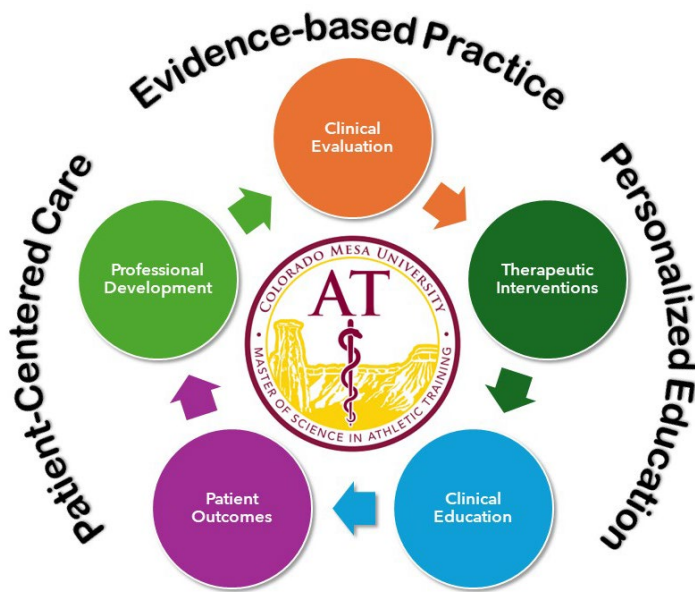 Evidence-based Practice
Patient-Centered Care
Personalized Education
Clinical
Evaluation
Therapeutic
Interventions
Clinical
Education
Patient
Outcomes
Professional
Development
COLORADO MESA UNIVERSITY
AT
MASTER OF SCIENCE IN ATHLETIC TRAINING